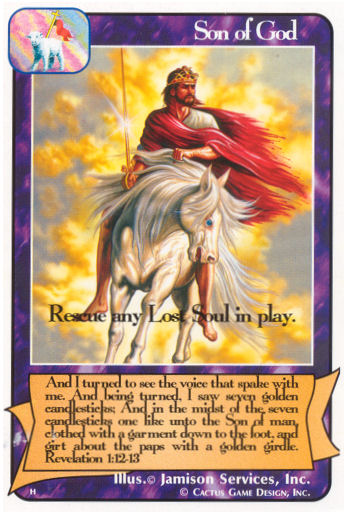 Son of God
Rescue any Lost Soul in play.
And I turned to see the voice that spake with
me. And being turned, I saw seven golden
candlesticks; And in the midst of the seven
candlesticks one like unto the Son of man,
clothed with a garment down to the foot, and
girt about the paps with a golden girdle.
Revelation 1:12-13
Illus.© Jamison Services, Inc.
H © Cactus Game Design, Inc.